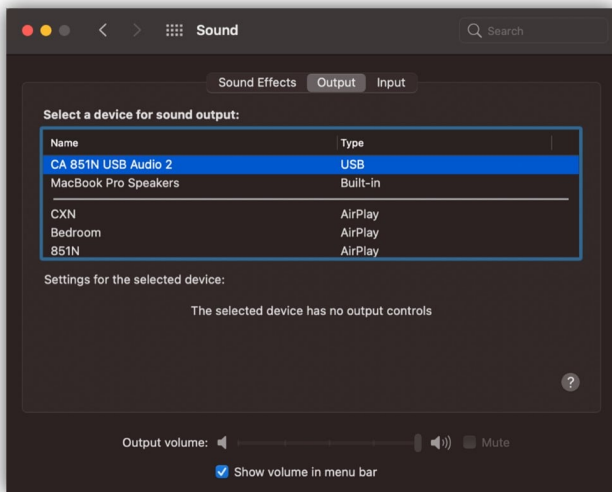 Sound
Search
Sound Effects Output Input
Select a device for sound output:
Name Type
CA 851N USB Audio 2 USB
MacBook Pro Speakers Built-in
CXN AirPlay
Bedroom AirPlay
851N AirPlay
Settings for the selected device:
The selected device has no output controls
?
Output volume: Mute
Show volume in menu bar